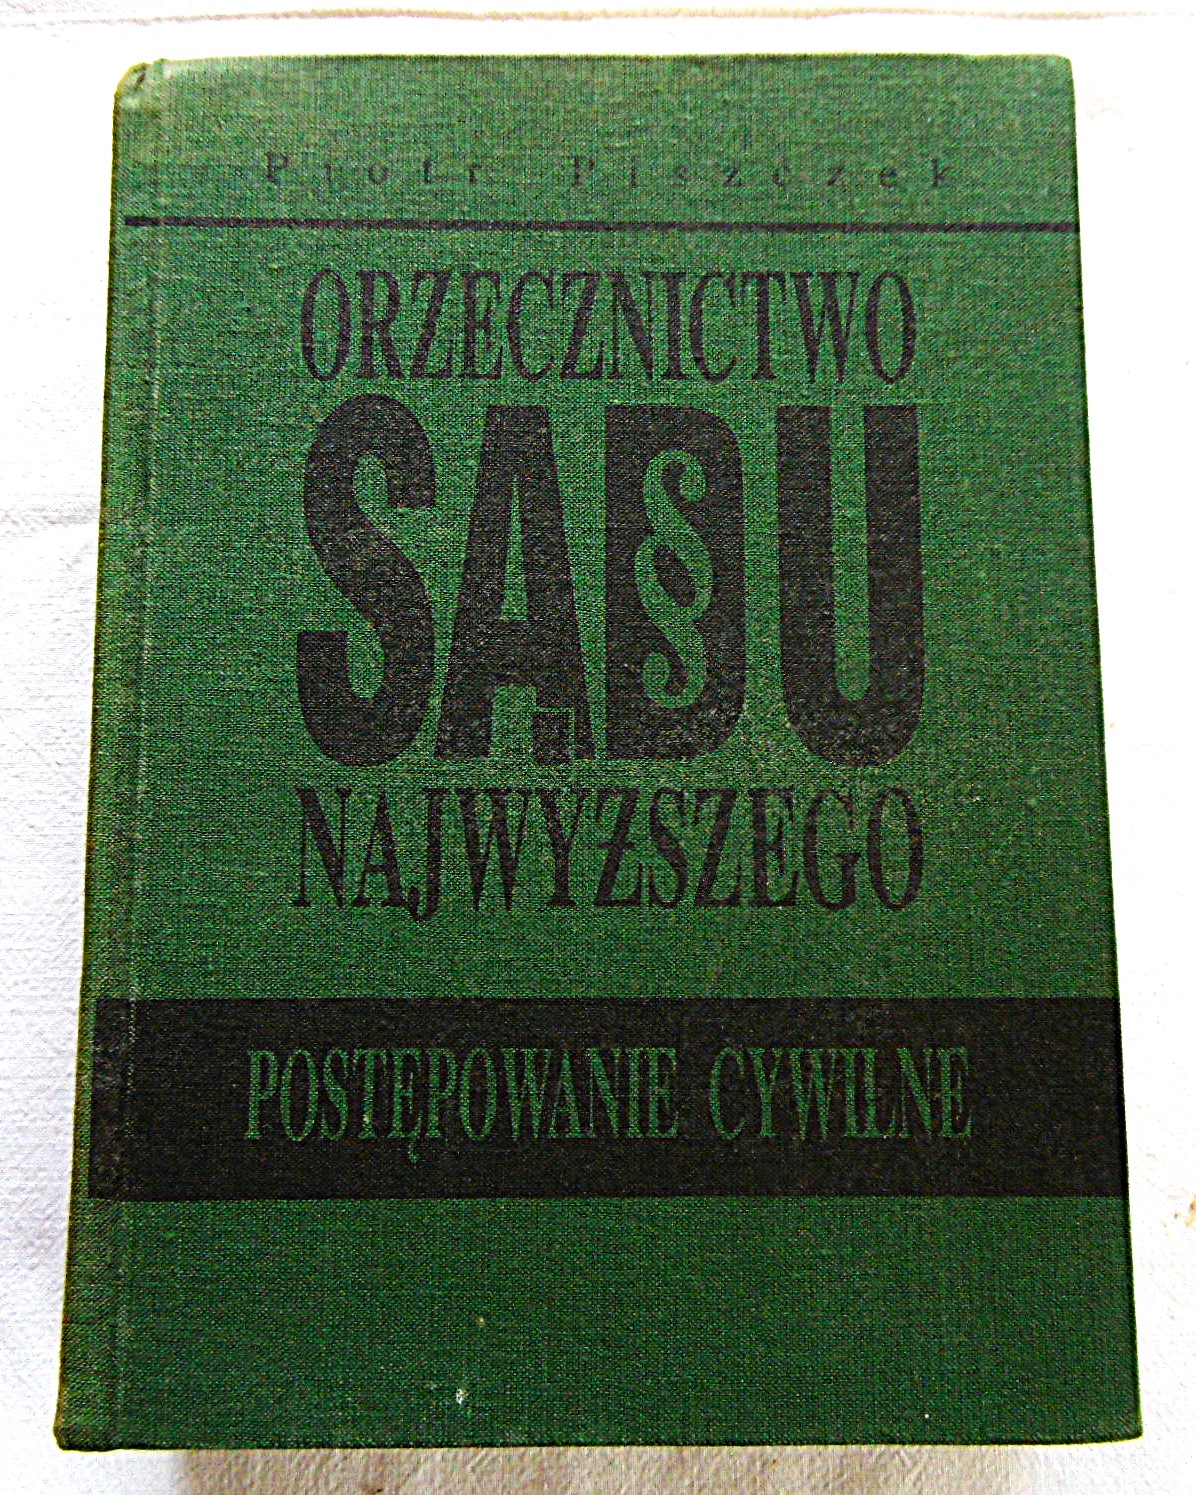 Piotr Piszczek
ORZECZNICTWO
SĄDU
NAJWYŻSZEGO
POSTĘPOWANIE CYWILNE